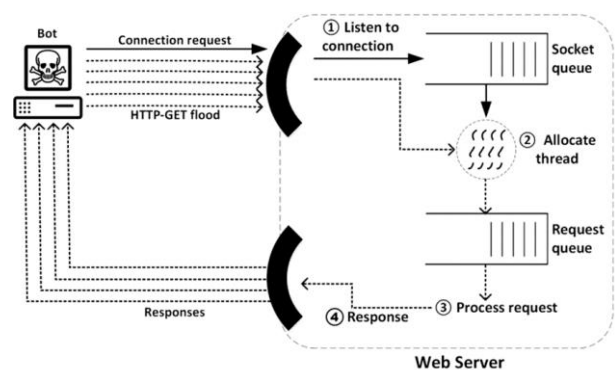 Bot
Connection request
HTTP-GET flood
① Listen to
connection
Socket
queue
② Allocate
thread
Request
queue
③ Process request
④ Response
Responses
Web Server